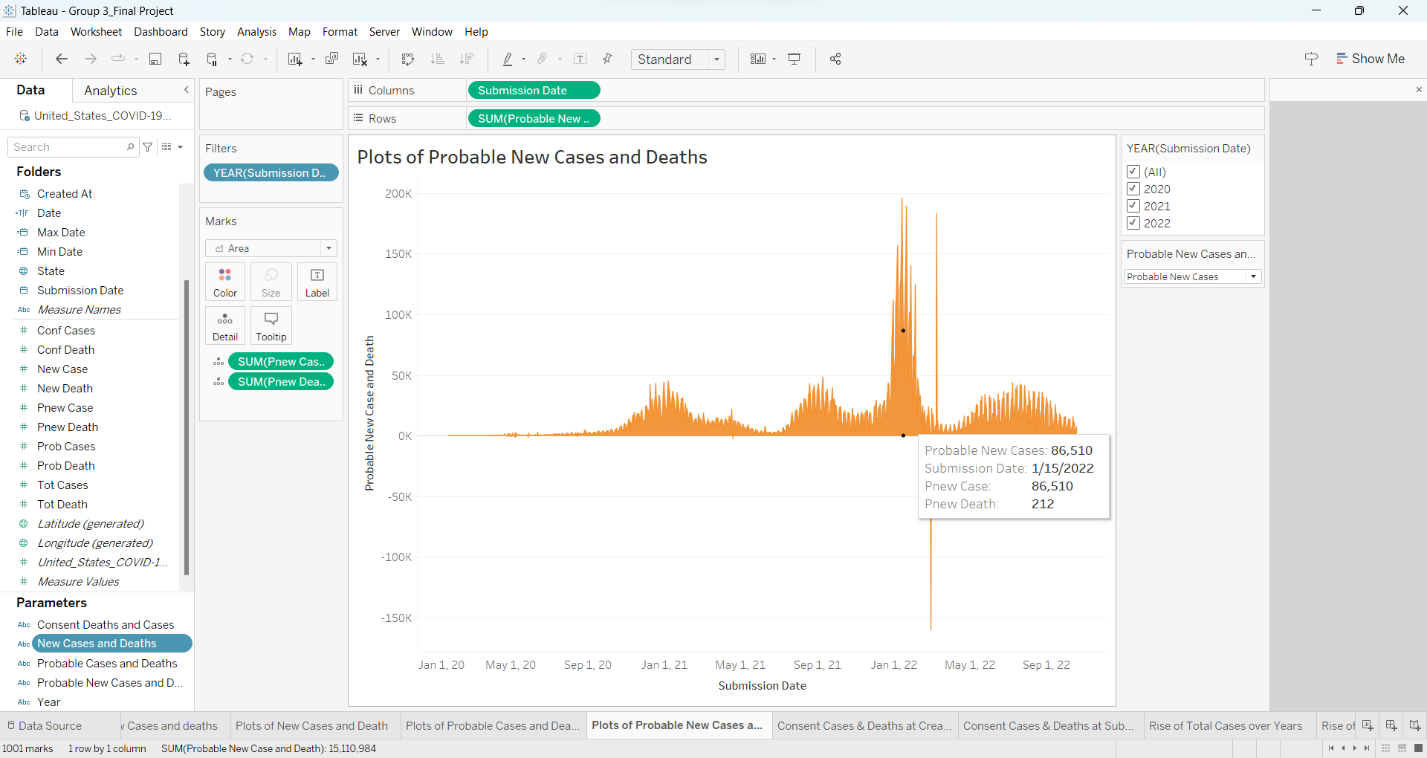 Tableau - Group 3_Final Project
File Data Worksheet Dashboard Story Analysis Map Format Server Window Help
Standard
Show Me
Data
Analytics
United_States_COVID-19...
Search
Folders
Created At
Date
Max Date
Min Date
State
Submission Date
Abc Measure Names
Conf Cases
Conf Death
New Case
New Death
Pnew Case
Pnew Death
Prob Cases
Prob Death
Tot Cases
Tot Death
Latitude (generated)
Longitude (generated)
United_States_COVID-1...
Measure Values
Parameters
Abc Consent Deaths and Cases
Abc New Cases and Deaths
Abc Probable Cases and Deaths
Abc Probable New Cases and D...
Abc Year
Pages
Filters
YEAR(Submission D..
Marks
Area
Color
Size
Label
Detail
Tooltip
SUM(Pnew Cas..
SUM(Pnew Dea..
Columns
Submission Date
Rows
SUM(Probable New ..
Plots of Probable New Cases and Deaths
Probable New Case and Death
200K
150K
100K
50K
0K
-50K
-100K
-150K
Jan 1, 20
May 1, 20
Sep 1, 20
Jan 1, 21
May 1, 21
Sep 1, 21
Jan 1, 22
May 1, 22
Sep 1, 22
Submission Date
Probable New Cases: 86,510
Submission Date: 1/15/2022
Pnew Case: 86,510
Pnew Death: 212
YEAR(Submission Date)
(All)
2020
2021
2022
Probable New Cases an...
Probable New Cases
Data Source
v Cases and deaths
Plots of New Cases and Death
Plots of Probable Cases and Dea...
Plots of Probable New Cases a...
Consent Cases & Deaths at Crea...
Consent Cases & Deaths at Sub...
Rise of Total Cases over Years
Rise of
1001 marks
1 row by 1 column
SUM(Probable New Case and Death): 15,110,984